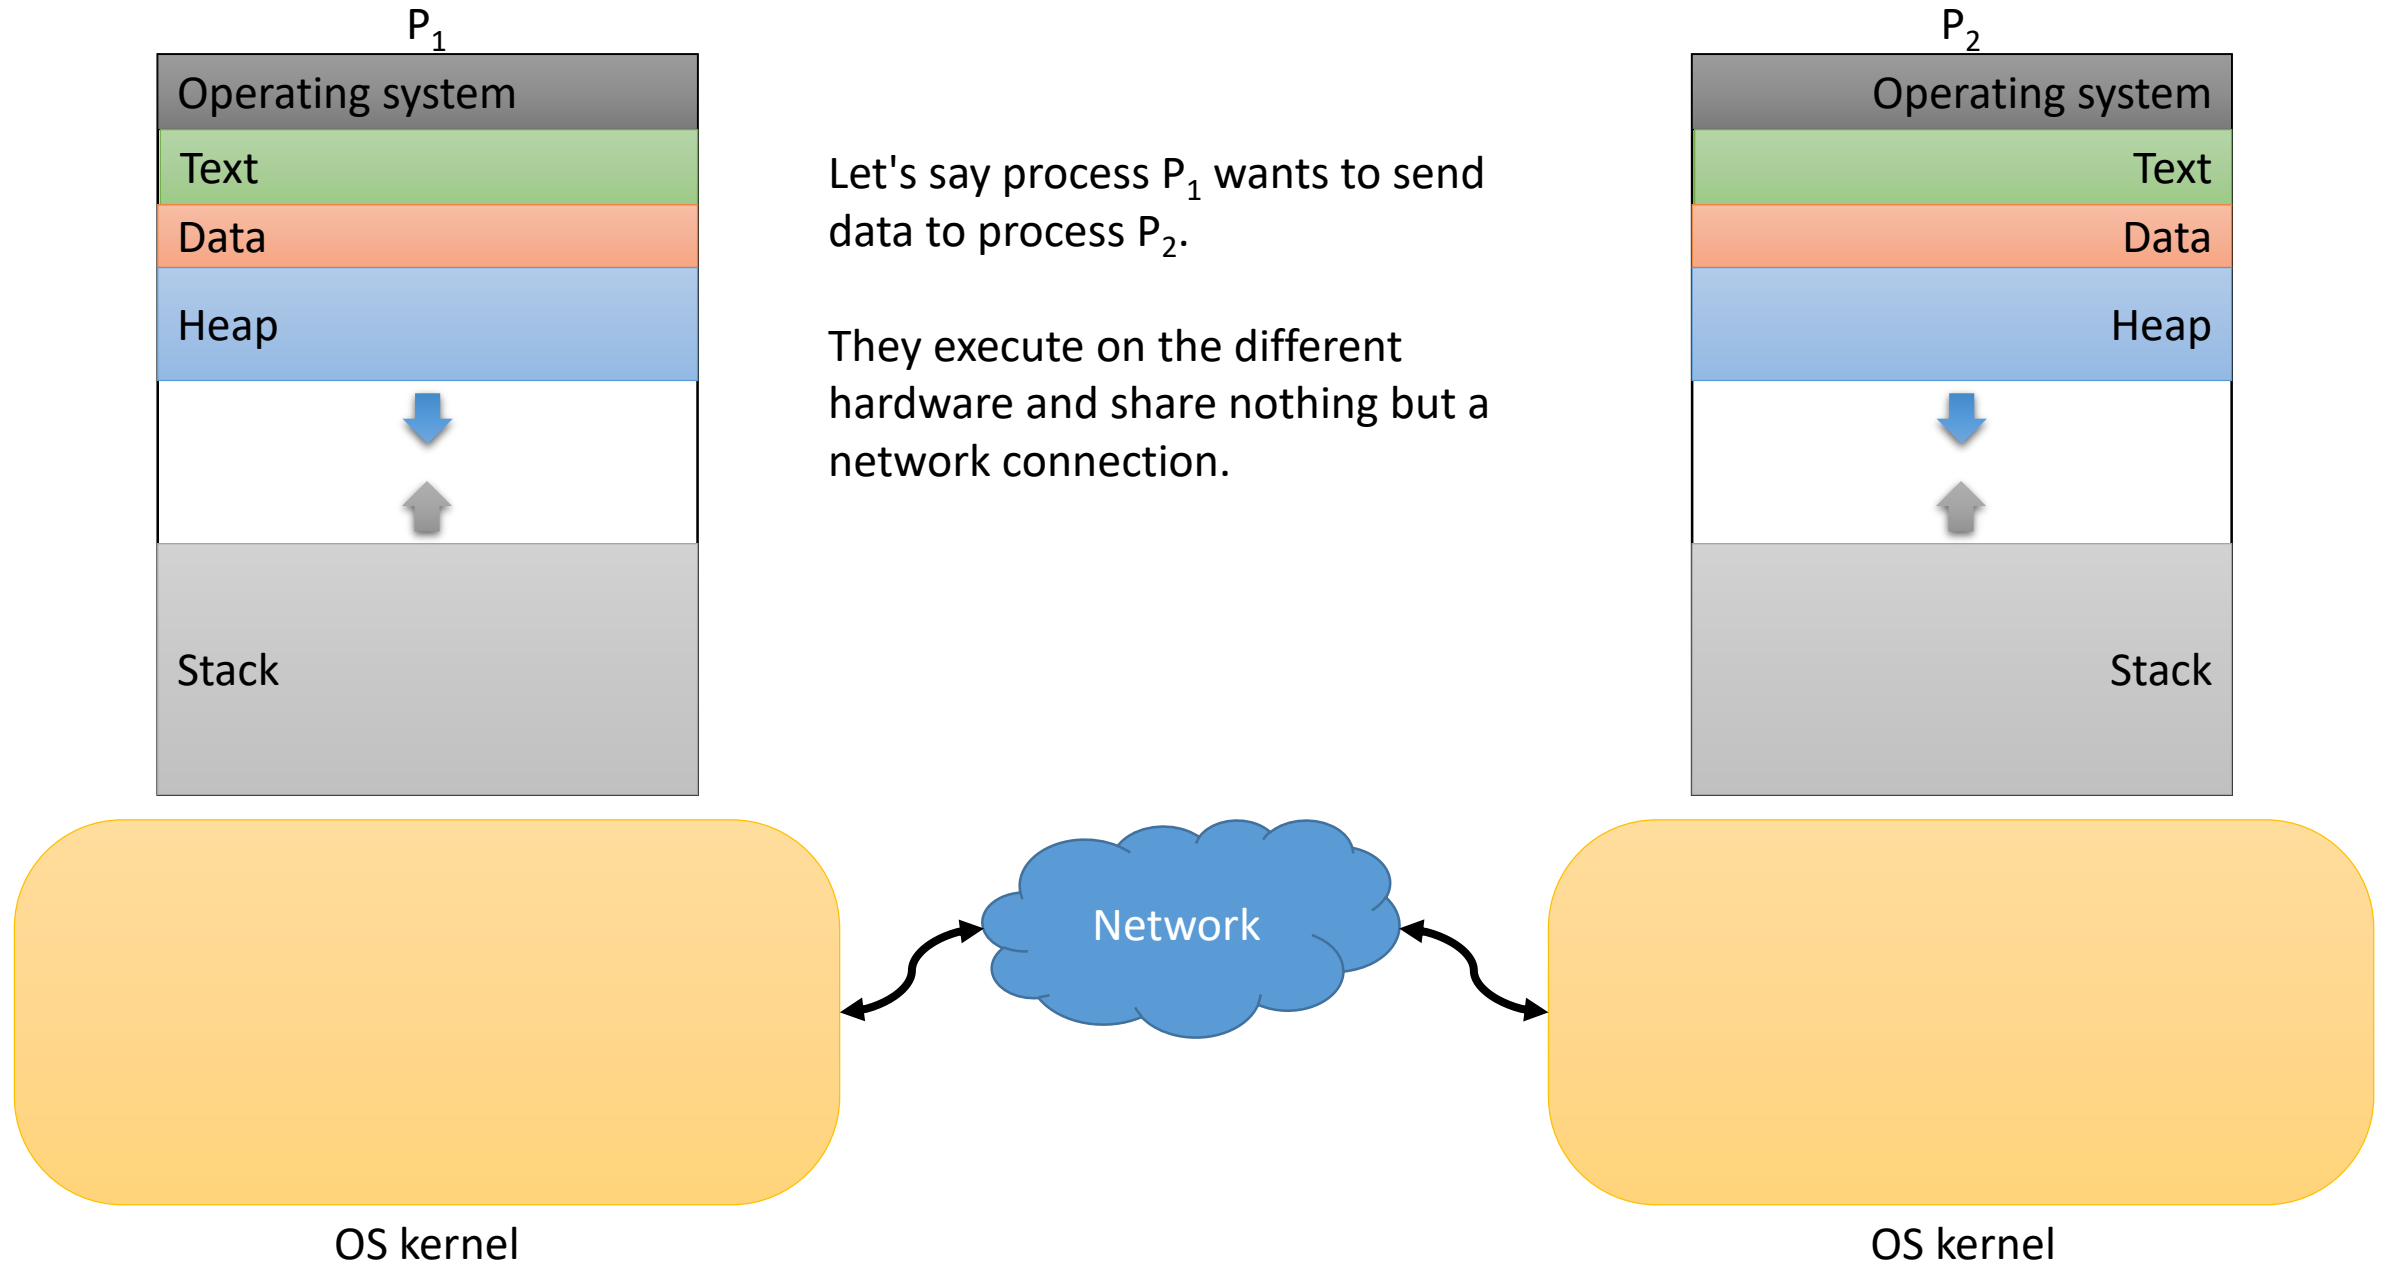 P1
Operating system
Text
Data
Heap
Stack
OS kernel
Let's say process P1 wants to send
data to process P2.
They execute on the different
hardware and share nothing but a
network connection.
Network
P2
Operating system
Text
Data
Heap
Stack
OS kernel